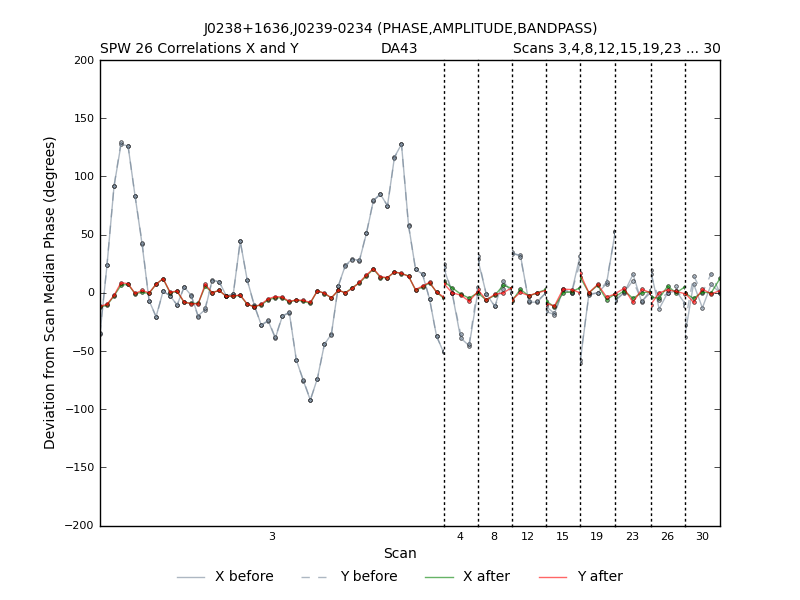 J0238+1636,J0239-0234 (PHASE,AMPLITUDE,BANDPASS)
SPW 26 Correlations X and Y DA43 Scans 3,4,8,12,15,19,23 ... 30
200
150
100
50
0
−50
−100
−150
−200
Deviation from Scan Median Phase (degrees)
3 4 8 12 15 19 23 26 30
Scan
X before Y before X after Y after